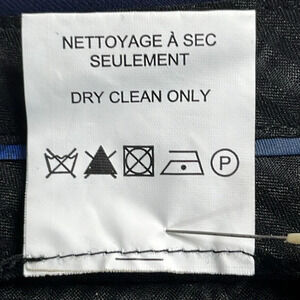 NETTOYAGE À SEC
SEULEMENT
DRY CLEAN ONLY
P